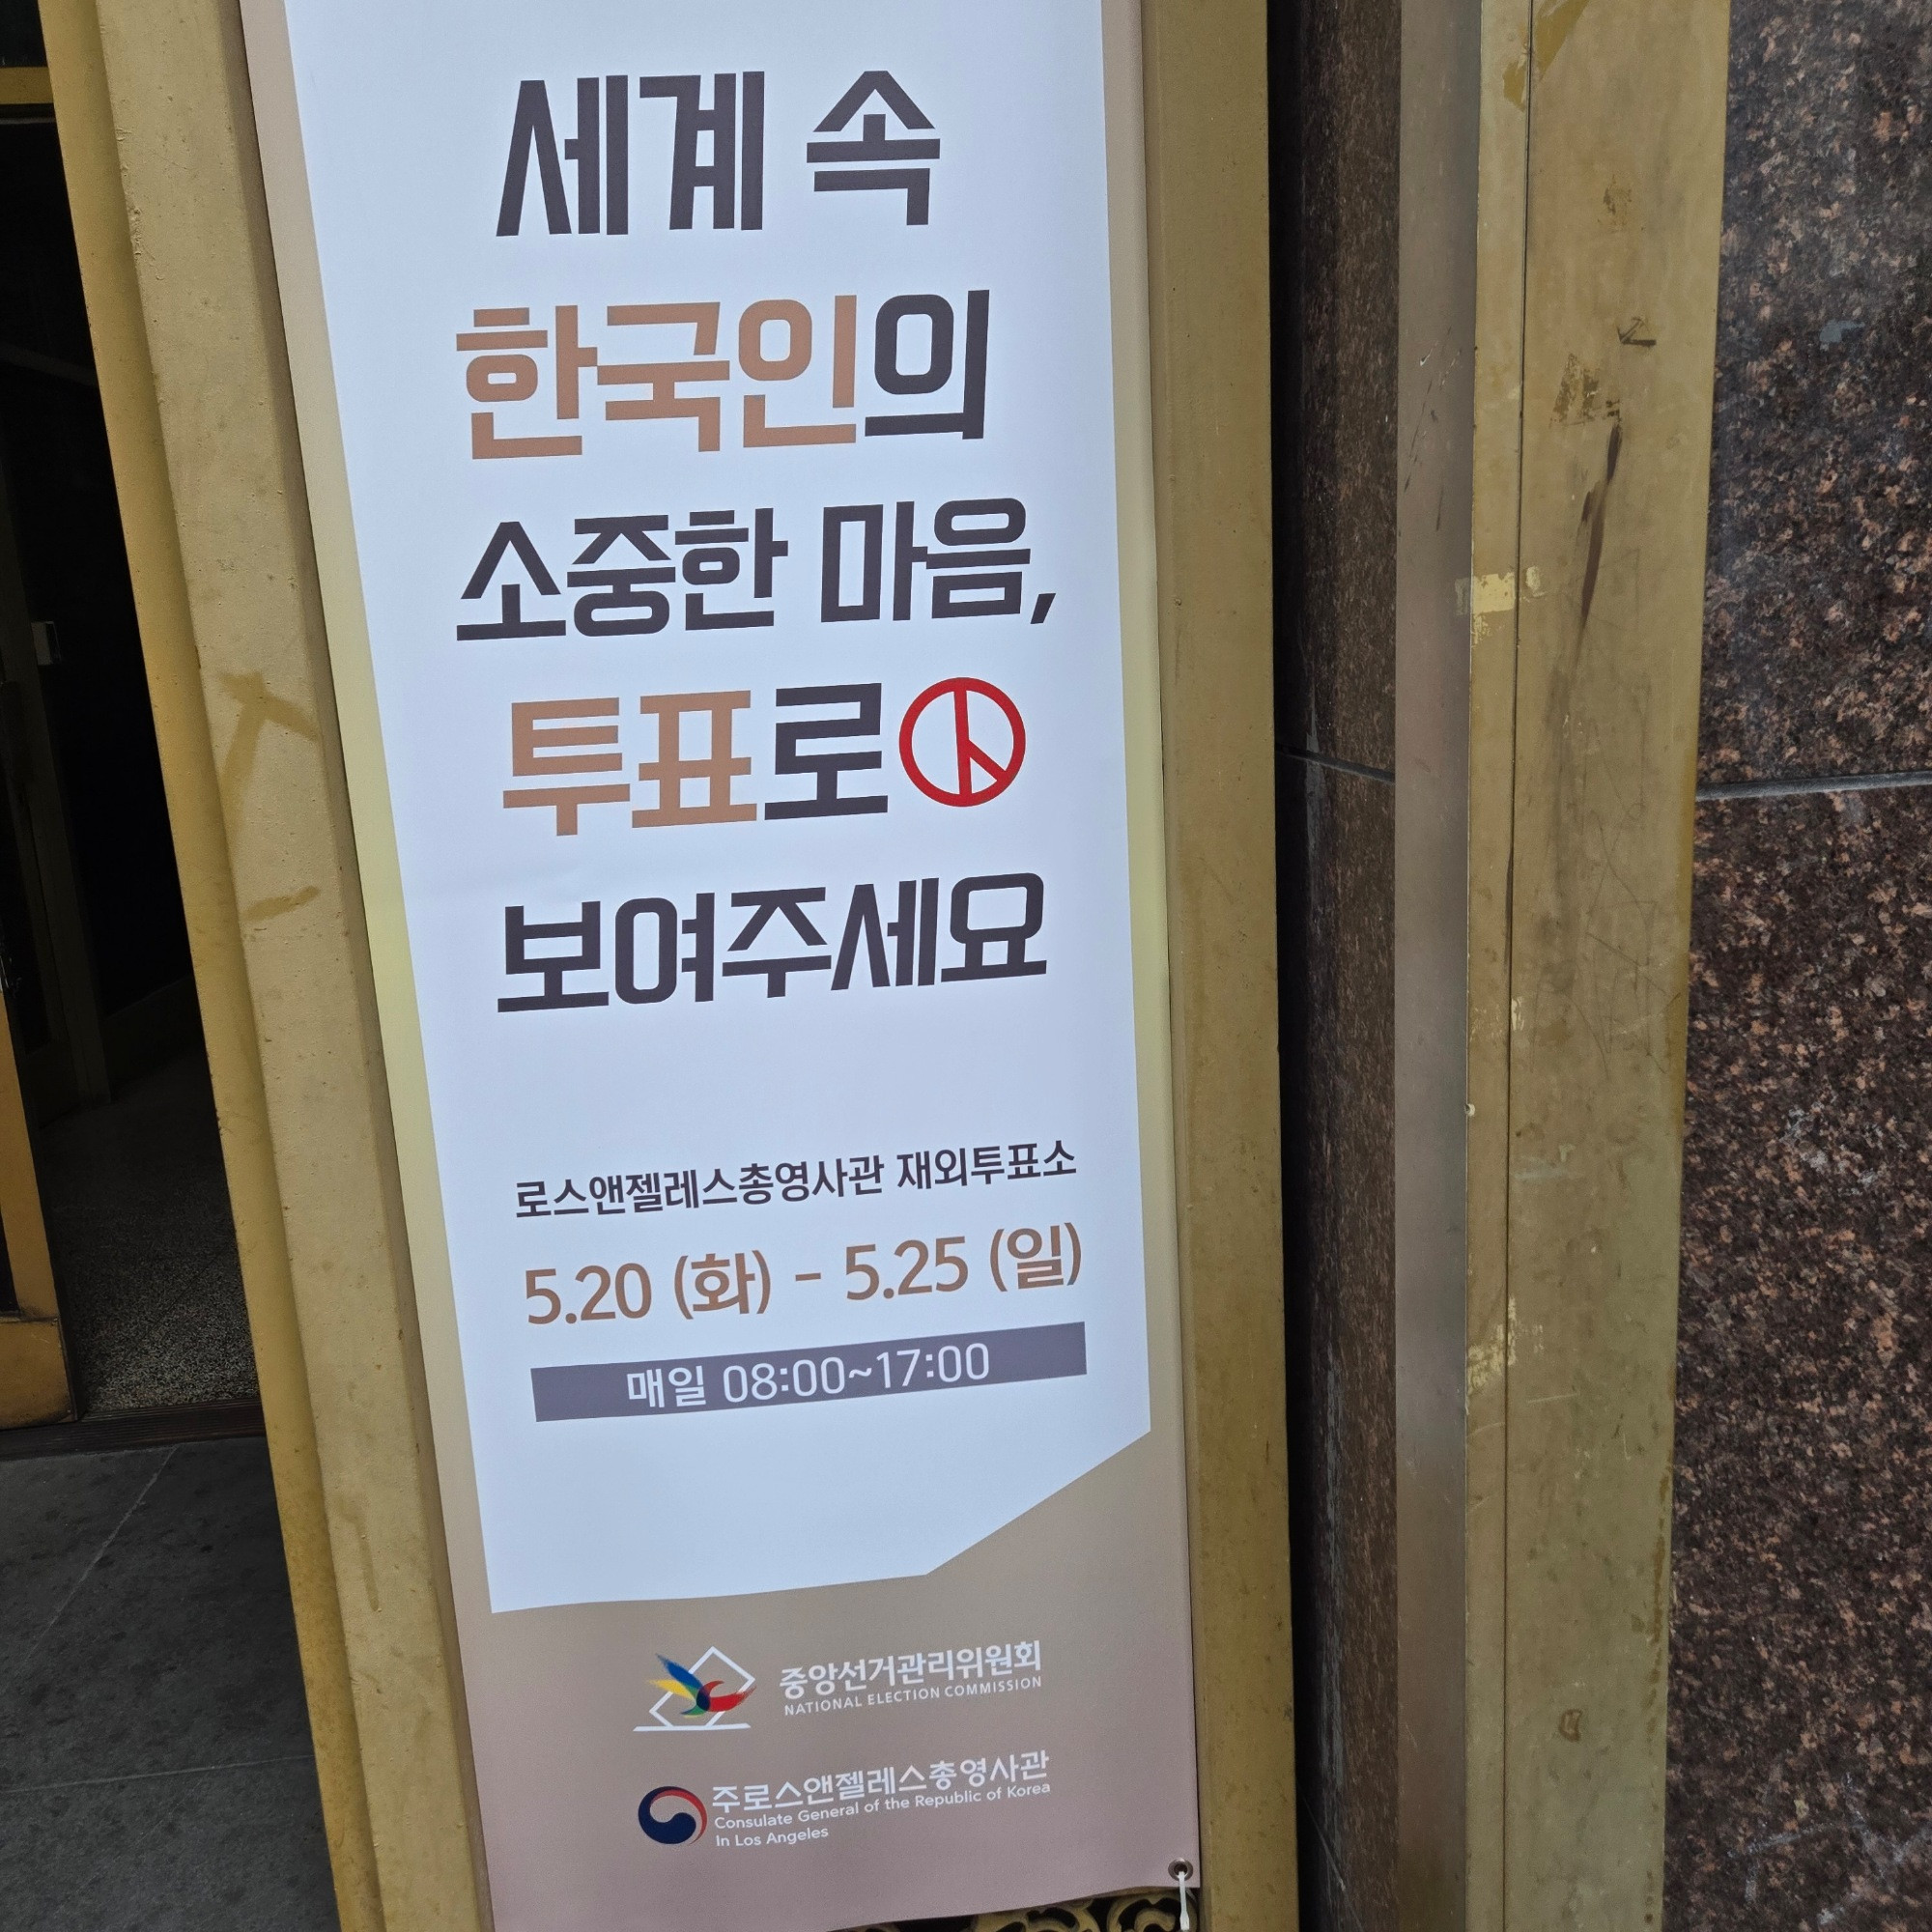 세계 속
한국인의
소중한 마음,
투표로
보여주세요
로스앤젤레스총영사관 재외투표소
5.20 (화) - 5.25 (일)
매일 08:00~17:00
중앙선거관리위원회
NATIONAL ELECTION COMMISSION
주로스앤젤레스총영사관
Consulate General of the Republic of Korea
In Los Angeles